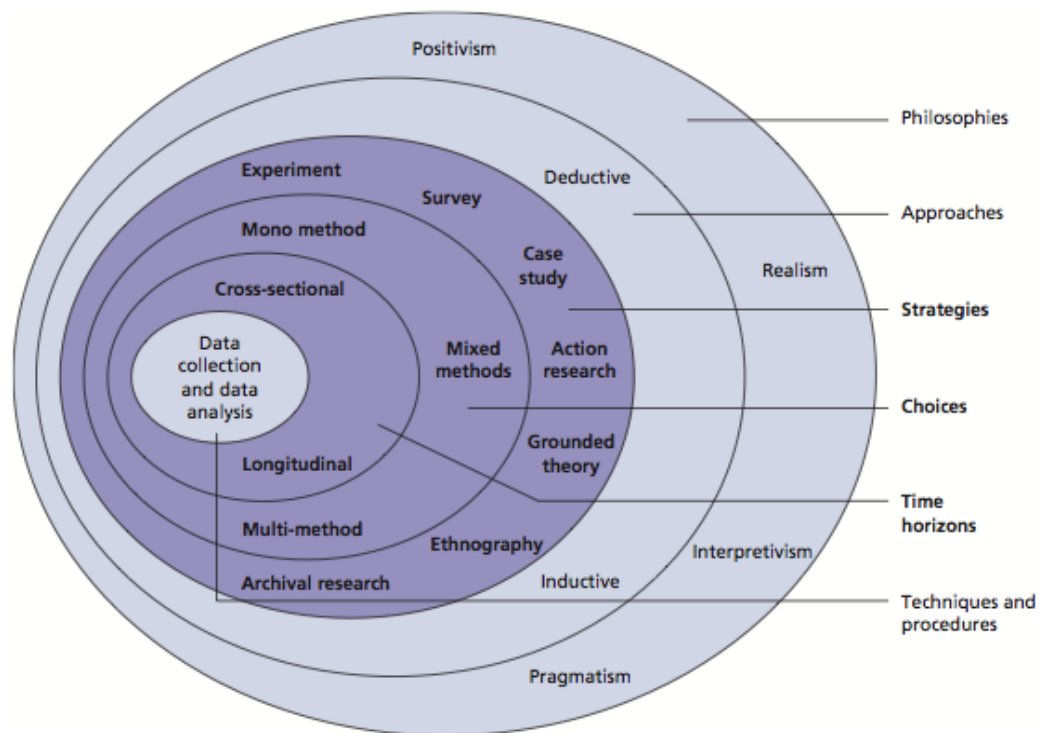 Positivism
Philosophies
Experiment
Deductive
Survey
Approaches
Mono method
Case
study
Realism
Cross-sectional
Strategies
Data
collection
and data
analysis
Mixed
methods
Action
research
Choices
Grounded
theory
Longitudinal
Time
horizons
Multi-method
Ethnography
Interpretivism
Archival research
Inductive
Techniques and
procedures
Pragmatism